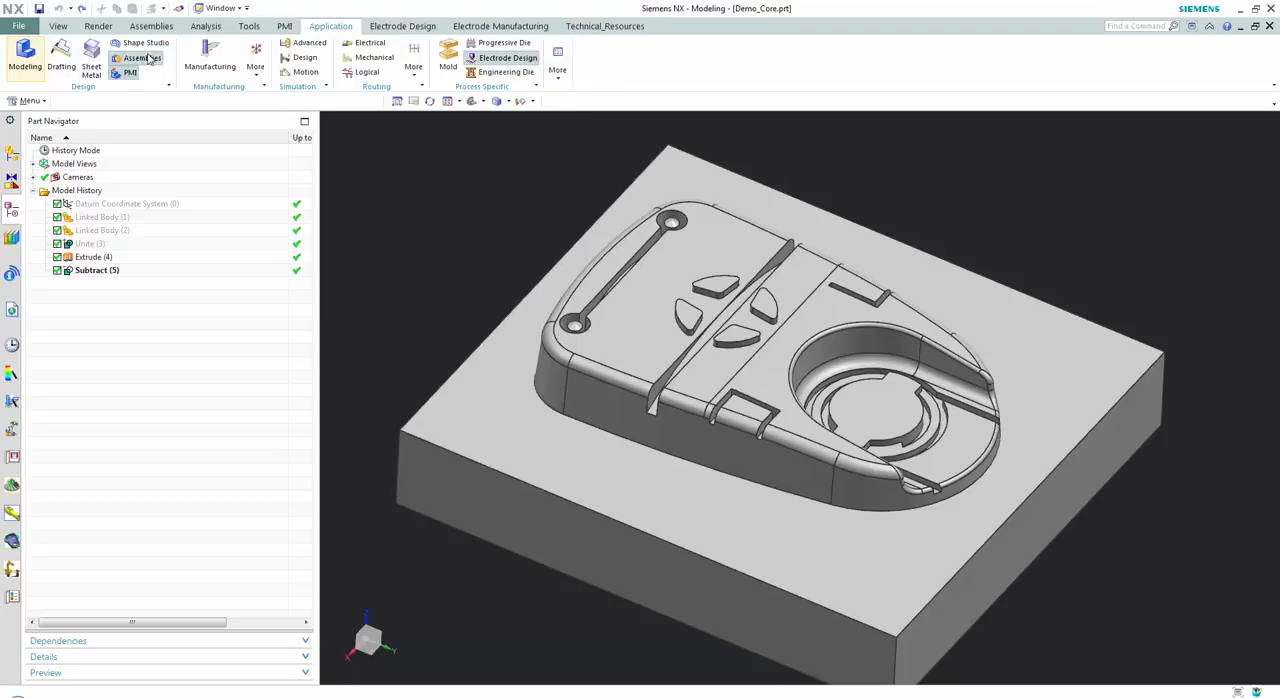 NX Window Siemens NX - Modeling - [Demo_Core.prt] SIEMENS
File View Render Assemblies Analysis Tools PMI Application Electrode Design Electrode Manufacturing Technical_Resources Find a Command
Shape Studio Advanced Electrical Progressive Die
Assemblies Design Mechanical Electrode Design
Modeling Drafting Sheet Metal Manufacturing More Motion Logical More Mold Engineering Die More
PMI
Design Manufacturing Simulation Routing Process Specific
Menu
Part Navigator
Name Up to
History Mode
Model Views
Cameras
Model History
Datum Coordinate System (0)
Linked Body (1)
Linked Body (2)
Unite (3)
Extrude (4)
Subtract (5)
Dependencies
Details
Preview
Z
X
Y